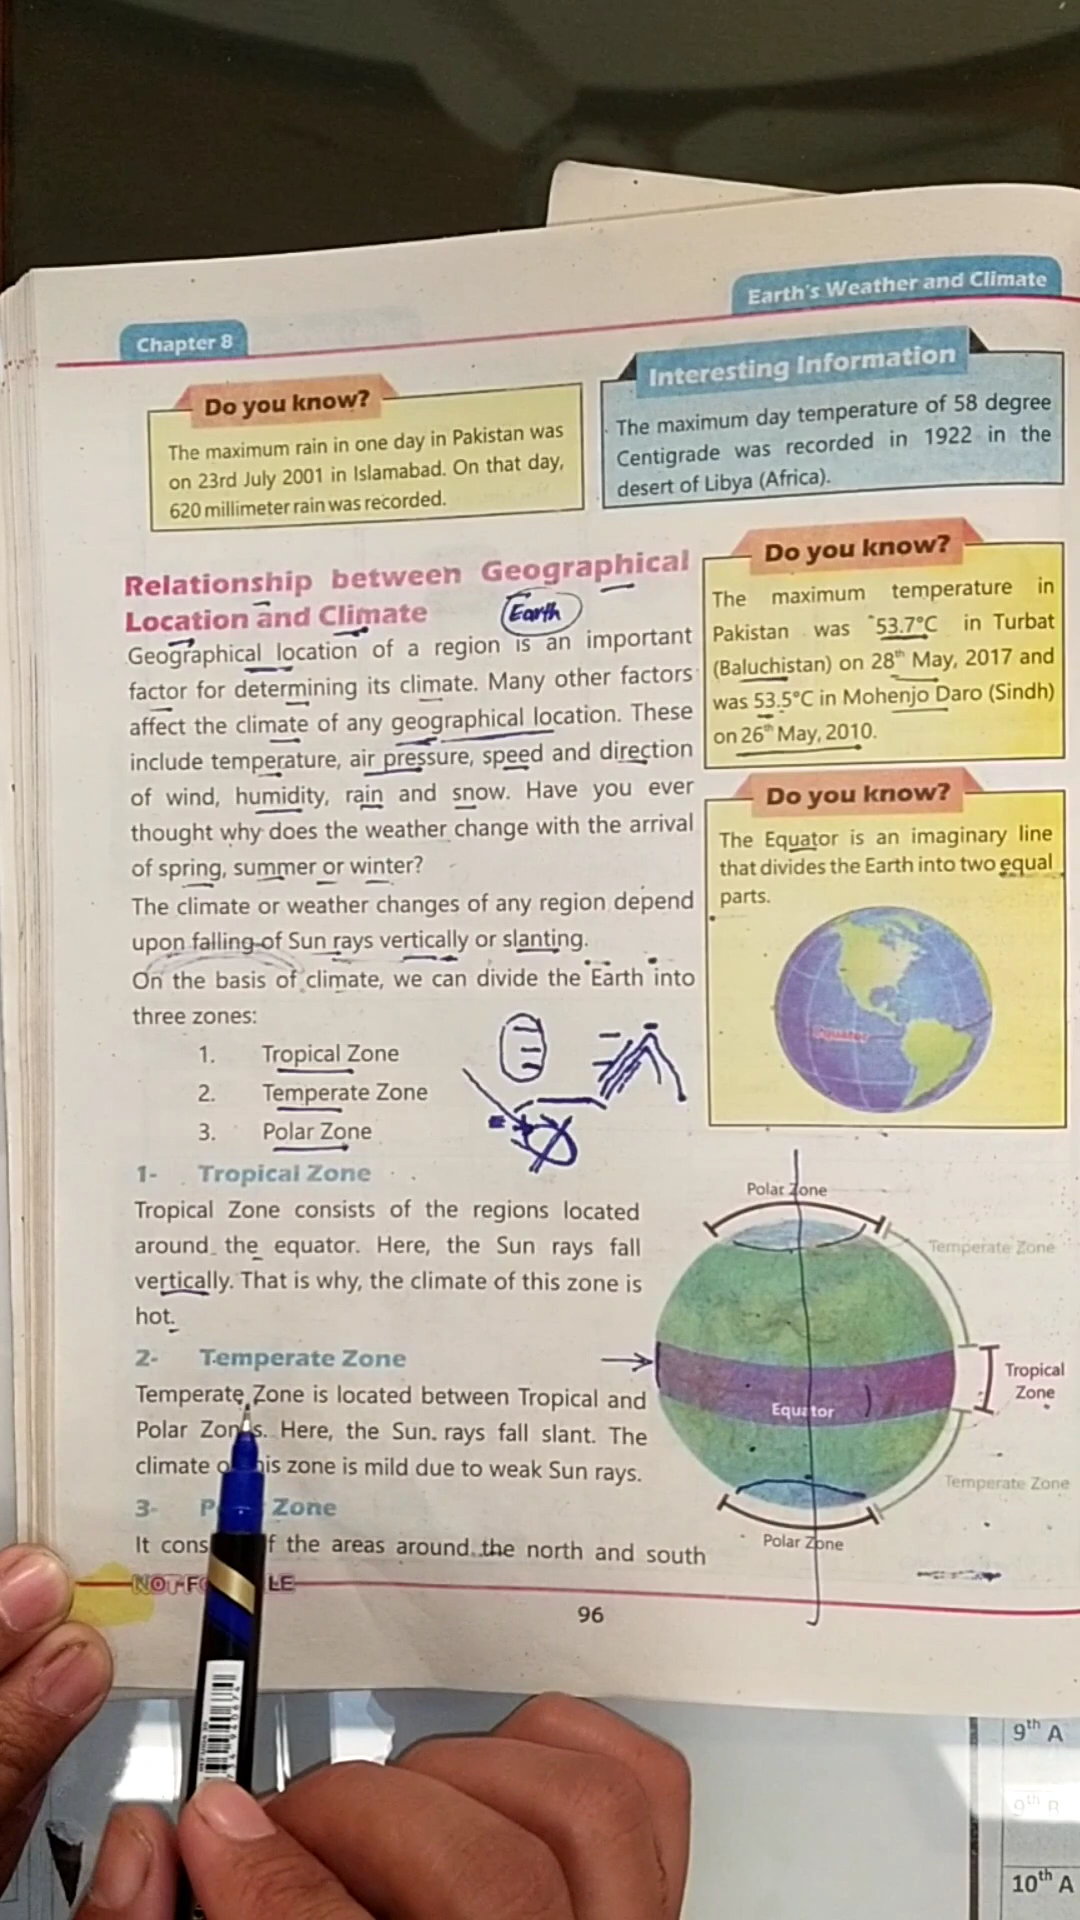 Earth's Weather and Climate
Chapter 8
Do you know?
The maximum rain in one day in Pakistan was
on 23rd July 2001 in Islamabad. On that day,
620 millimeter rain was recorded.
Interesting Information
The maximum day temperature of 58 degree
Centigrade was recorded in 1922 in the
desert of Libya (Africa).
Relationship between Geographical
Location and Climate
Earth
Geographical location of a region is an important
factor for determining its climate. Many other factors
affect the climate of any geographical location. These
include temperature, air pressure, speed and direction
of wind, humidity, rain and snow. Have you ever
thought why does the weather change with the arrival
of spring, summer or winter?
The climate or weather changes of any region depend
upon falling of Sun rays vertically or slanting.
On the basis of climate, we can divide the Earth into
three zones:
1. Tropical Zone
2. Temperate Zone
3. Polar Zone
Do you know?
The maximum temperature in
Pakistan was 53.7°C in Turbat
(Baluchistan) on 28th May, 2017 and
was 53.5°C in Mohenjo Daro (Sindh)
on 26th May, 2010.
Do you know?
The Equator is an imaginary line
that divides the Earth into two equal
parts.
Equator
1- Tropical Zone
Tropical Zone consists of the regions located
around the equator. Here, the Sun rays fall
vertically. That is why, the climate of this zone is
hot.
2- Temperate Zone
Temperate Zone is located between Tropical and
Polar Zones. Here, the Sun rays fall slant. The
climate of this zone is mild due to weak Sun rays.
3- Zone
It the areas around the north and south
Polar Zone
Temperate Zone
Tropical
Zone
Equator
Temperate Zone
Polar Zone
NOT LE
96
9th A
9th B
10th A